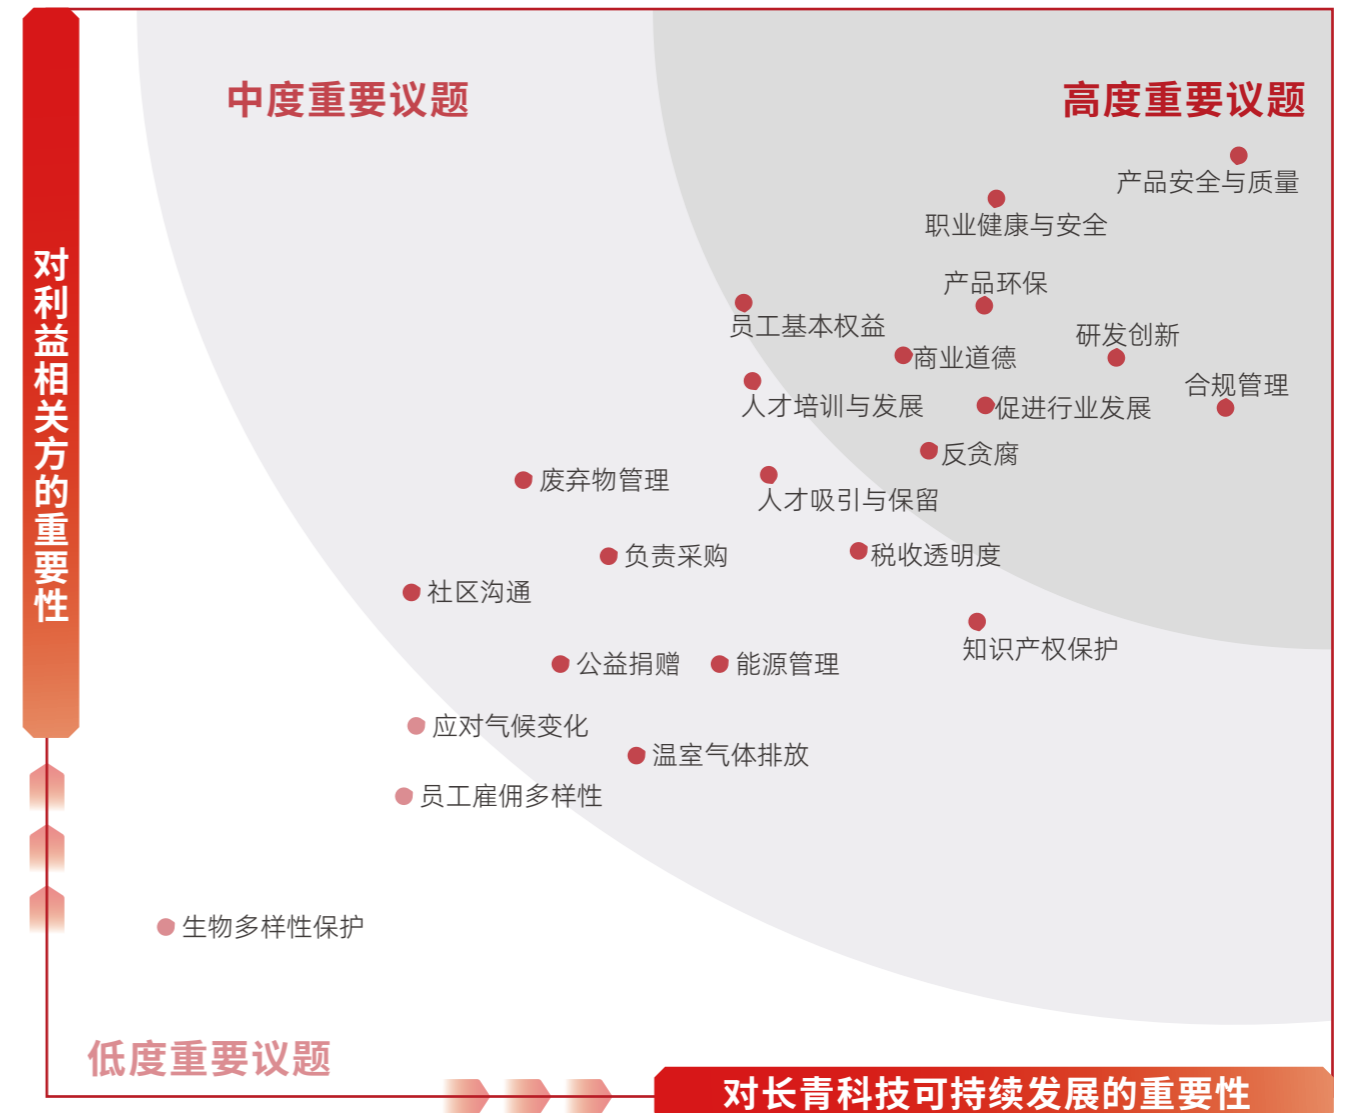 中度重要议题
高度重要议题
产品安全与质量
职业健康与安全
产品环保
员工基本权益
研发创新
商业道德
合规管理
人才培训与发展
促进行业发展
反贪腐
废弃物管理
人才吸引与保留
负责采购
税收透明度
社区沟通
知识产权保护
公益捐赠
能源管理
应对气候变化
温室气体排放
员工雇佣多样性
生物多样性保护
低度重要议题
对利益相关方的重要性
对长青科技可持续发展的重要性